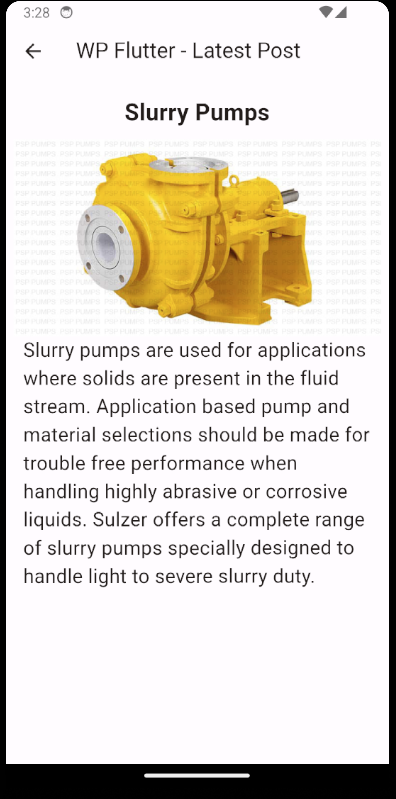 3:28
WP Flutter - Latest Post
Slurry Pumps
PSP PUMPS PSP PUMPS PSP PUMPS PSP PUMPS PSP PUMPS PSP PUMPS PSP PUMPS
Slurry pumps are used for applications
where solids are present in the fluid
stream. Application based pump and
material selections should be made for
trouble free performance when
handling highly abrasive or corrosive
liquids. Sulzer offers a complete range
of slurry pumps specially designed to
handle light to severe slurry duty.